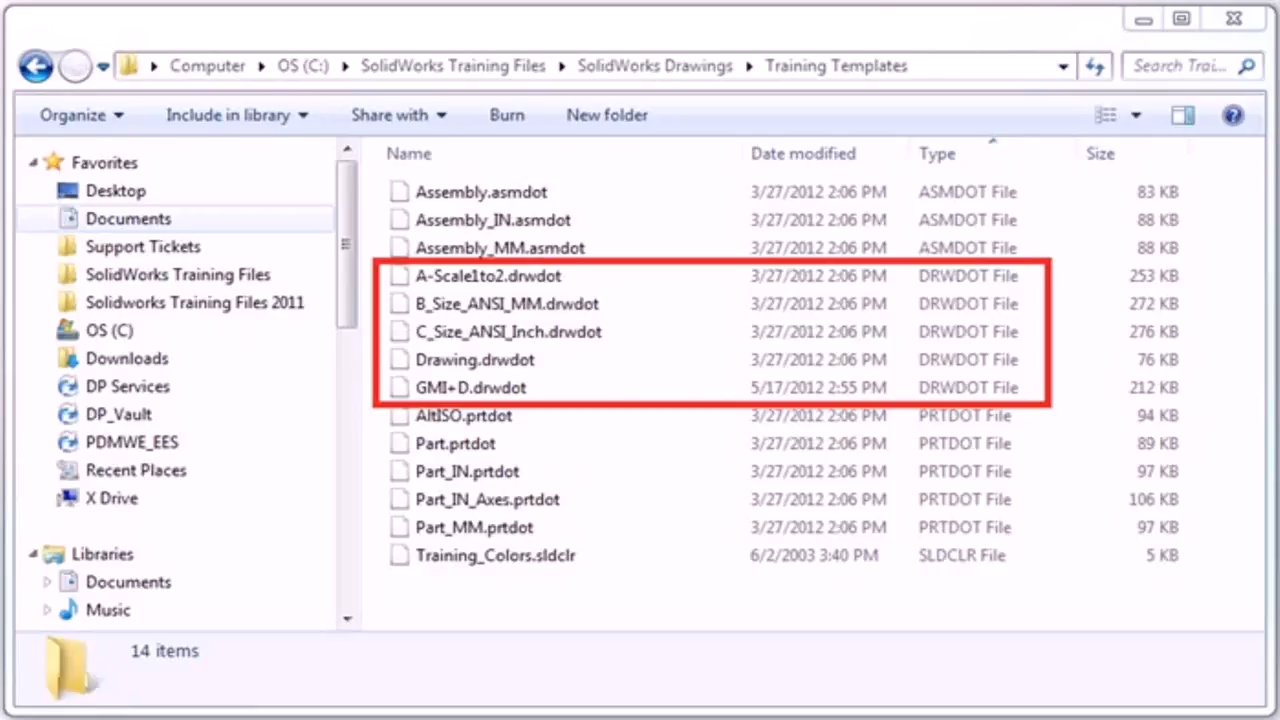 Computer OS (C:) SolidWorks Training Files SolidWorks Drawings Training Templates Search Trai...
Organize Include in library Share with Burn New folder
Favorites
Desktop
Documents
Support Tickets
SolidWorks Training Files
Solidworks Training Files 2011
OS (C)
Downloads
DP Services
DP_Vault
PDMWE_EES
Recent Places
X Drive
Libraries
Documents
Music
Name Date modified Type Size
Assembly.asmdot 3/27/2012 2:06 PM ASMDOT File 83 KB
Assembly_IN.asmdot 3/27/2012 2:06 PM ASMDOT File 88 KB
Assembly_MM.asmdot 3/27/2012 2:06 PM ASMDOT File 88 KB
A-Scale1to2.drwdot 3/27/2012 2:06 PM DRWDOT File 253 KB
B_Size_ANSI_MM.drwdot 3/27/2012 2:06 PM DRWDOT File 272 KB
C_Size_ANSI_Inch.drwdot 3/27/2012 2:06 PM DRWDOT File 276 KB
Drawing.drwdot 3/27/2012 2:06 PM DRWDOT File 76 KB
GMI+D.drwdot 5/17/2012 2:55 PM DRWDOT File 212 KB
AltISO.prtdot 3/27/2012 2:06 PM PRTDOT File 94 KB
Part.prtdot 3/27/2012 2:06 PM PRTDOT File 89 KB
Part_IN.prtdot 3/27/2012 2:06 PM PRTDOT File 97 KB
Part_IN_Axes.prtdot 3/27/2012 2:06 PM PRTDOT File 106 KB
Part_MM.prtdot 3/27/2012 2:06 PM PRTDOT File 97 KB
Training_Colors.sldclr 6/2/2003 3:40 PM SLDCLR File 5 KB
14 items